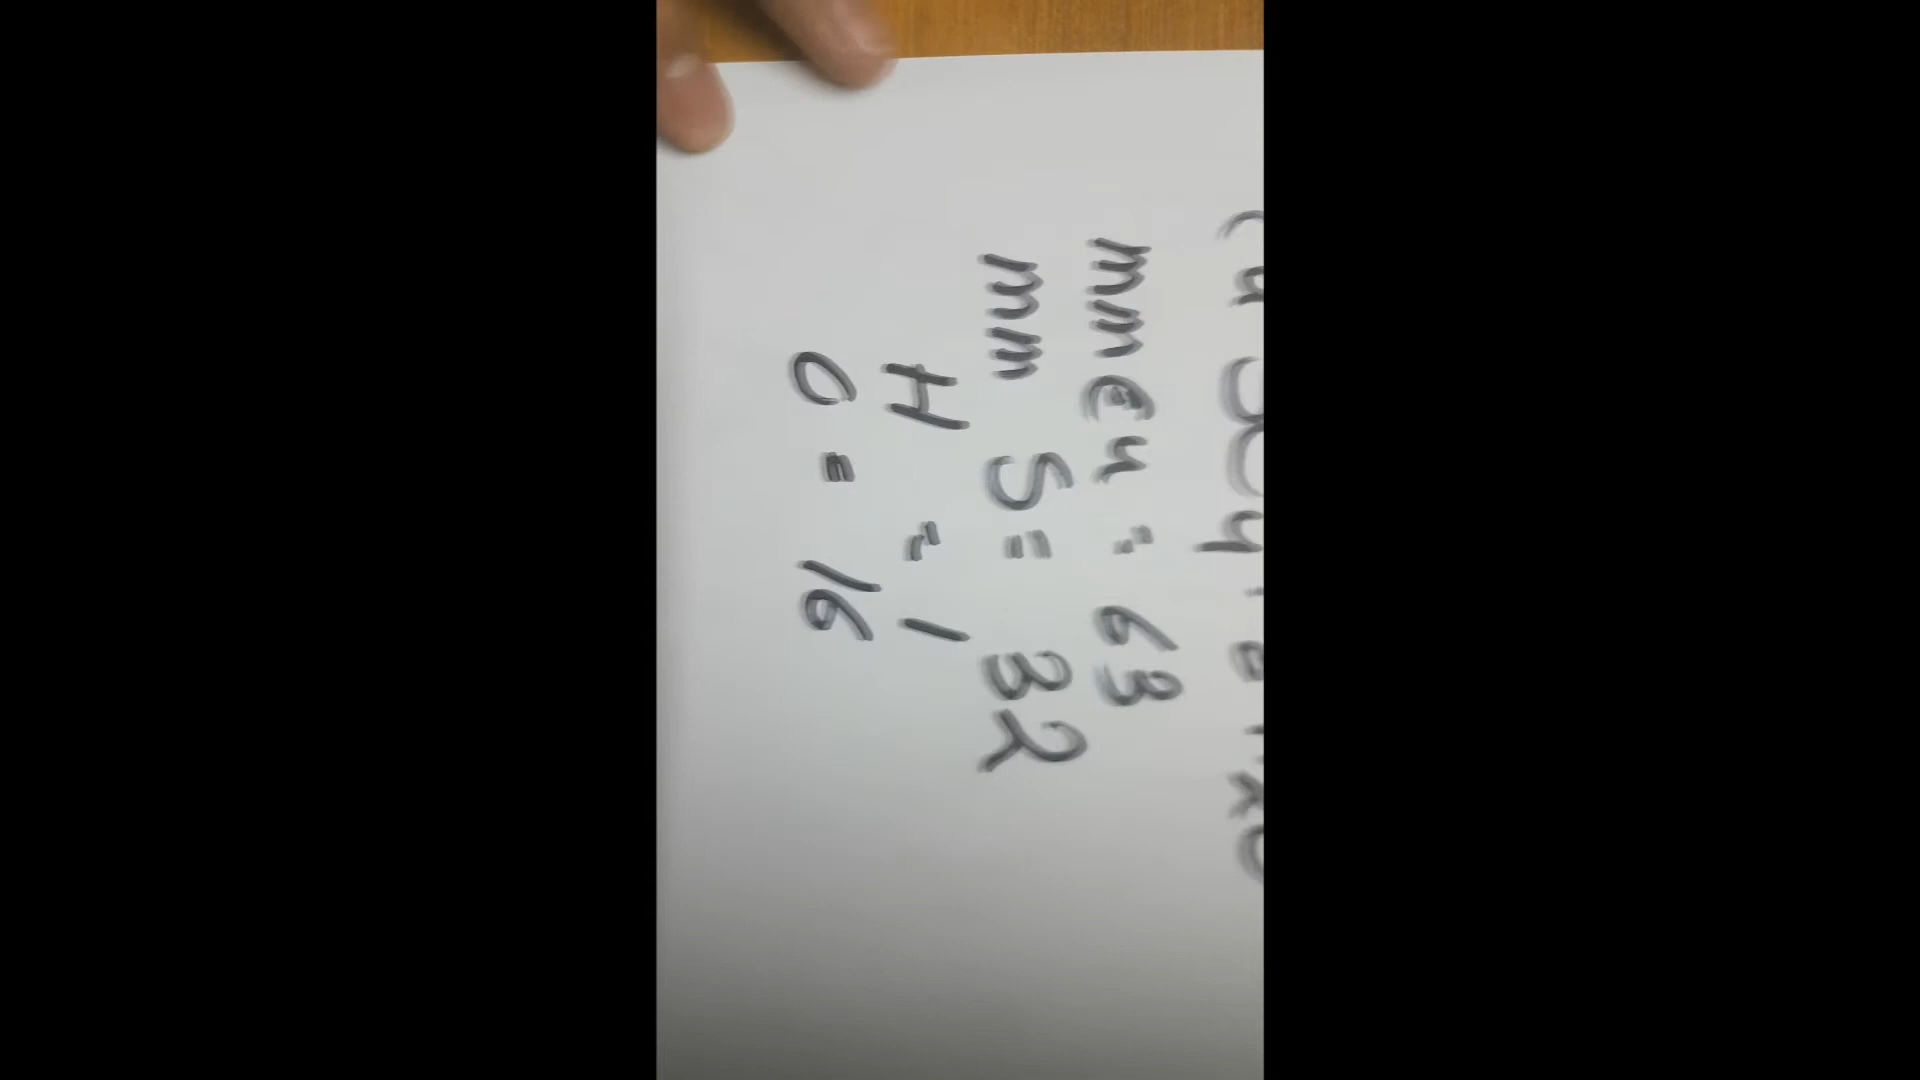 mm Cu = 63
mm S = 32
H = 1
O = 16